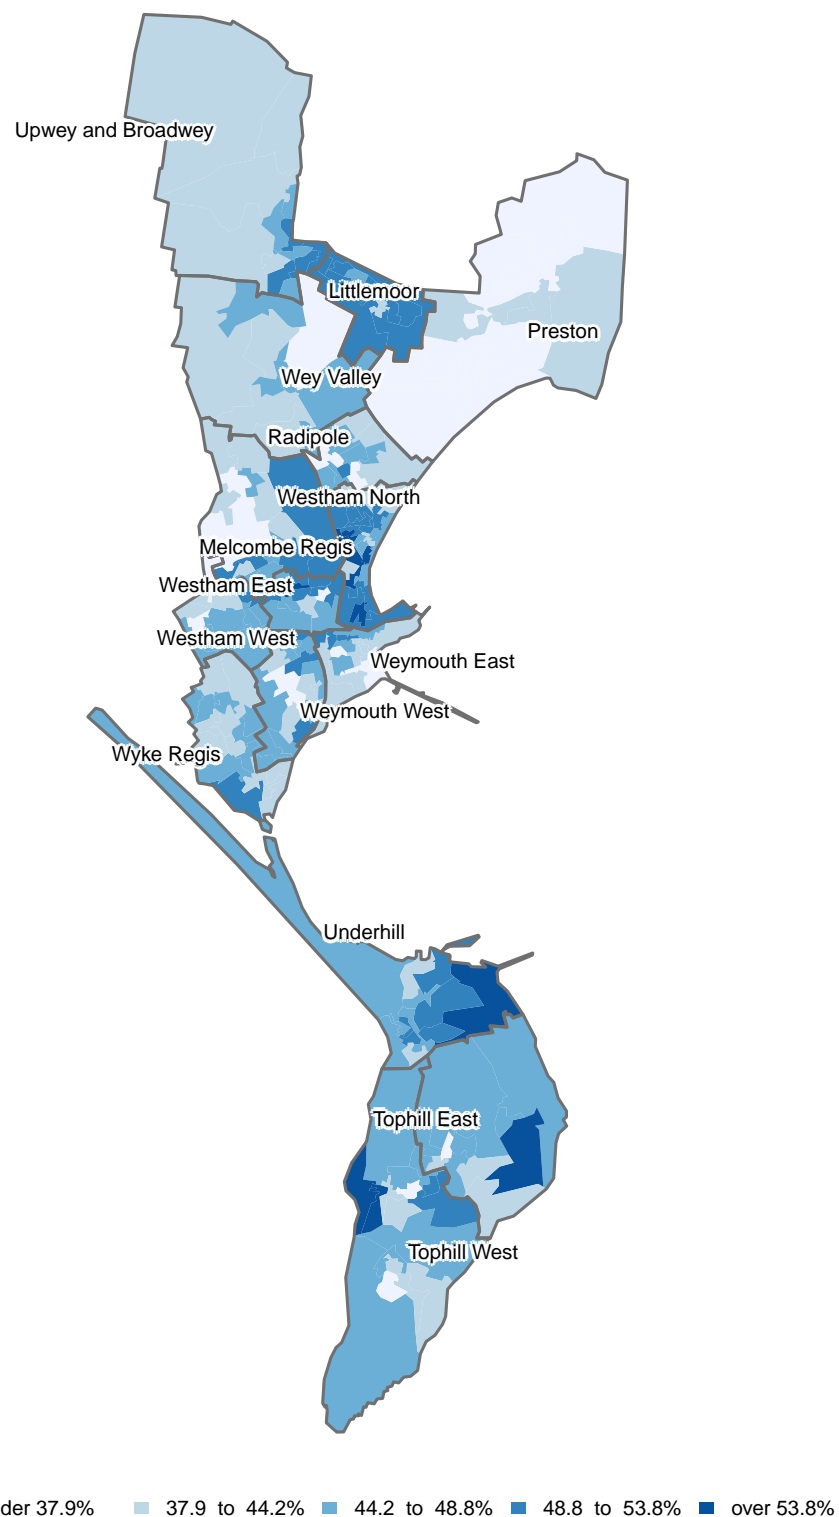 Upwey and Broadwey
Littlemoor
Preston
Wey Valley
Radipole
Westham North
Melcombe Regis
Westham East
Westham West
Weymouth East
Weymouth West
Wyke Regis
Underhill
Tophill East
Tophill West
der 37.9% 37.9 to 44.2% 44.2 to 48.8% 48.8 to 53.8% over 53.8%